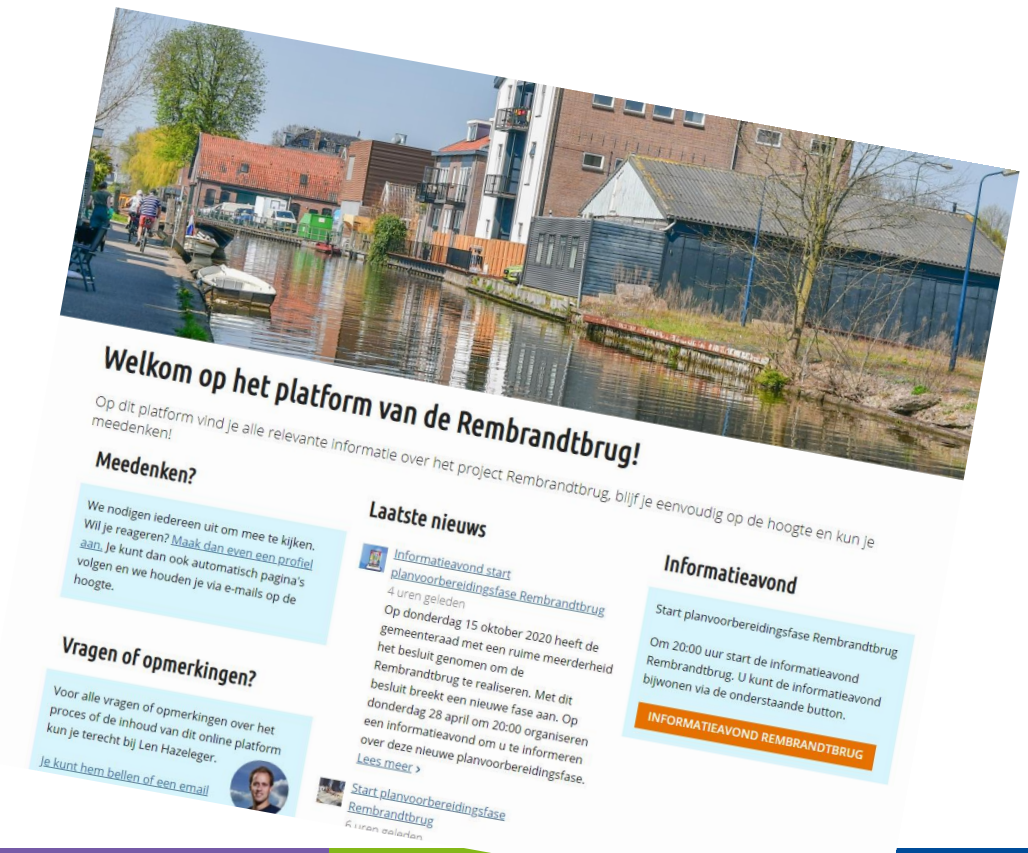 Welkom op het platform van de Rembrandtbrug!
Op dit platform vind je alle relevante informatie over het project Rembrandtbrug, blijf je eenvoudig op de hoogte en kun je
meedenken!
Meedenken?
We nodigen iedereen uit om mee te kijken.
Wil je reageren? Maak dan even een profiel
aan. Je kunt dan ook automatisch pagina's
volgen en we houden je via e-mails op de
hoogte.
Vragen of opmerkingen?
Voor alle vragen of opmerkingen over het
proces of de inhoud van dit online platform
kun je terecht bij Len Hazeleger.
Je kunt hem bellen of een email
Laatste nieuws
Informatieavond start
planvoorbereidingsfase Rembrandtbrug
4 uren geleden
Op donderdag 15 oktober 2020 heeft de
gemeenteraad met een ruime meerderheid
het besluit genomen om de
Rembrandtbrug te realiseren. Met dit
besluit breekt een nieuwe fase aan. Op
donderdag 28 april om 20:00 organiseren
een informatieavond om u te informeren
over deze nieuwe planvoorbereidingsfase.
Lees meer ›
Start planvoorbereidingsfase
Rembrandtbrug
6 uren geleden
Informatieavond
Start planvoorbereidingsfase Rembrandtbrug
Om 20:00 uur start de informatieavond
Rembrandtbrug. U kunt de informatieavond
bijwonen via de onderstaande button.
INFORMATIEAVOND REMBRANDTBRUG